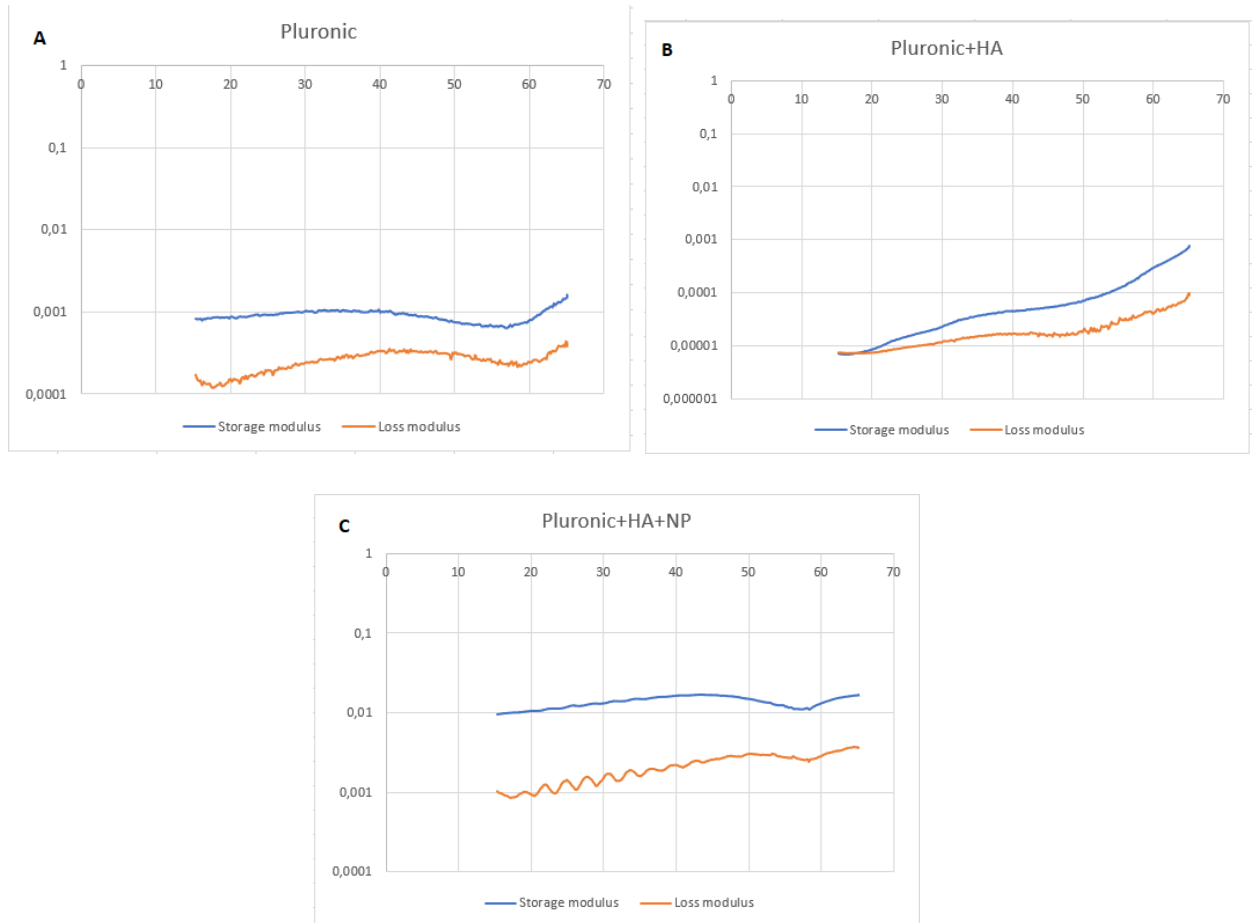 A
Pluronic
1
0 10 20 30 40 50 60 70
0,1
0,01
0,001
0,0001
Storage modulus Loss modulus
B
Pluronic+HA
1
0 10 20 30 40 50 60 70
0,1
0,01
0,001
0,0001
0,00001
0,000001
Storage modulus Loss modulus
C
Pluronic+HA+NP
1
0 10 20 30 40 50 60 70
0,1
0,01
0,001
0,0001
Storage modulus Loss modulus